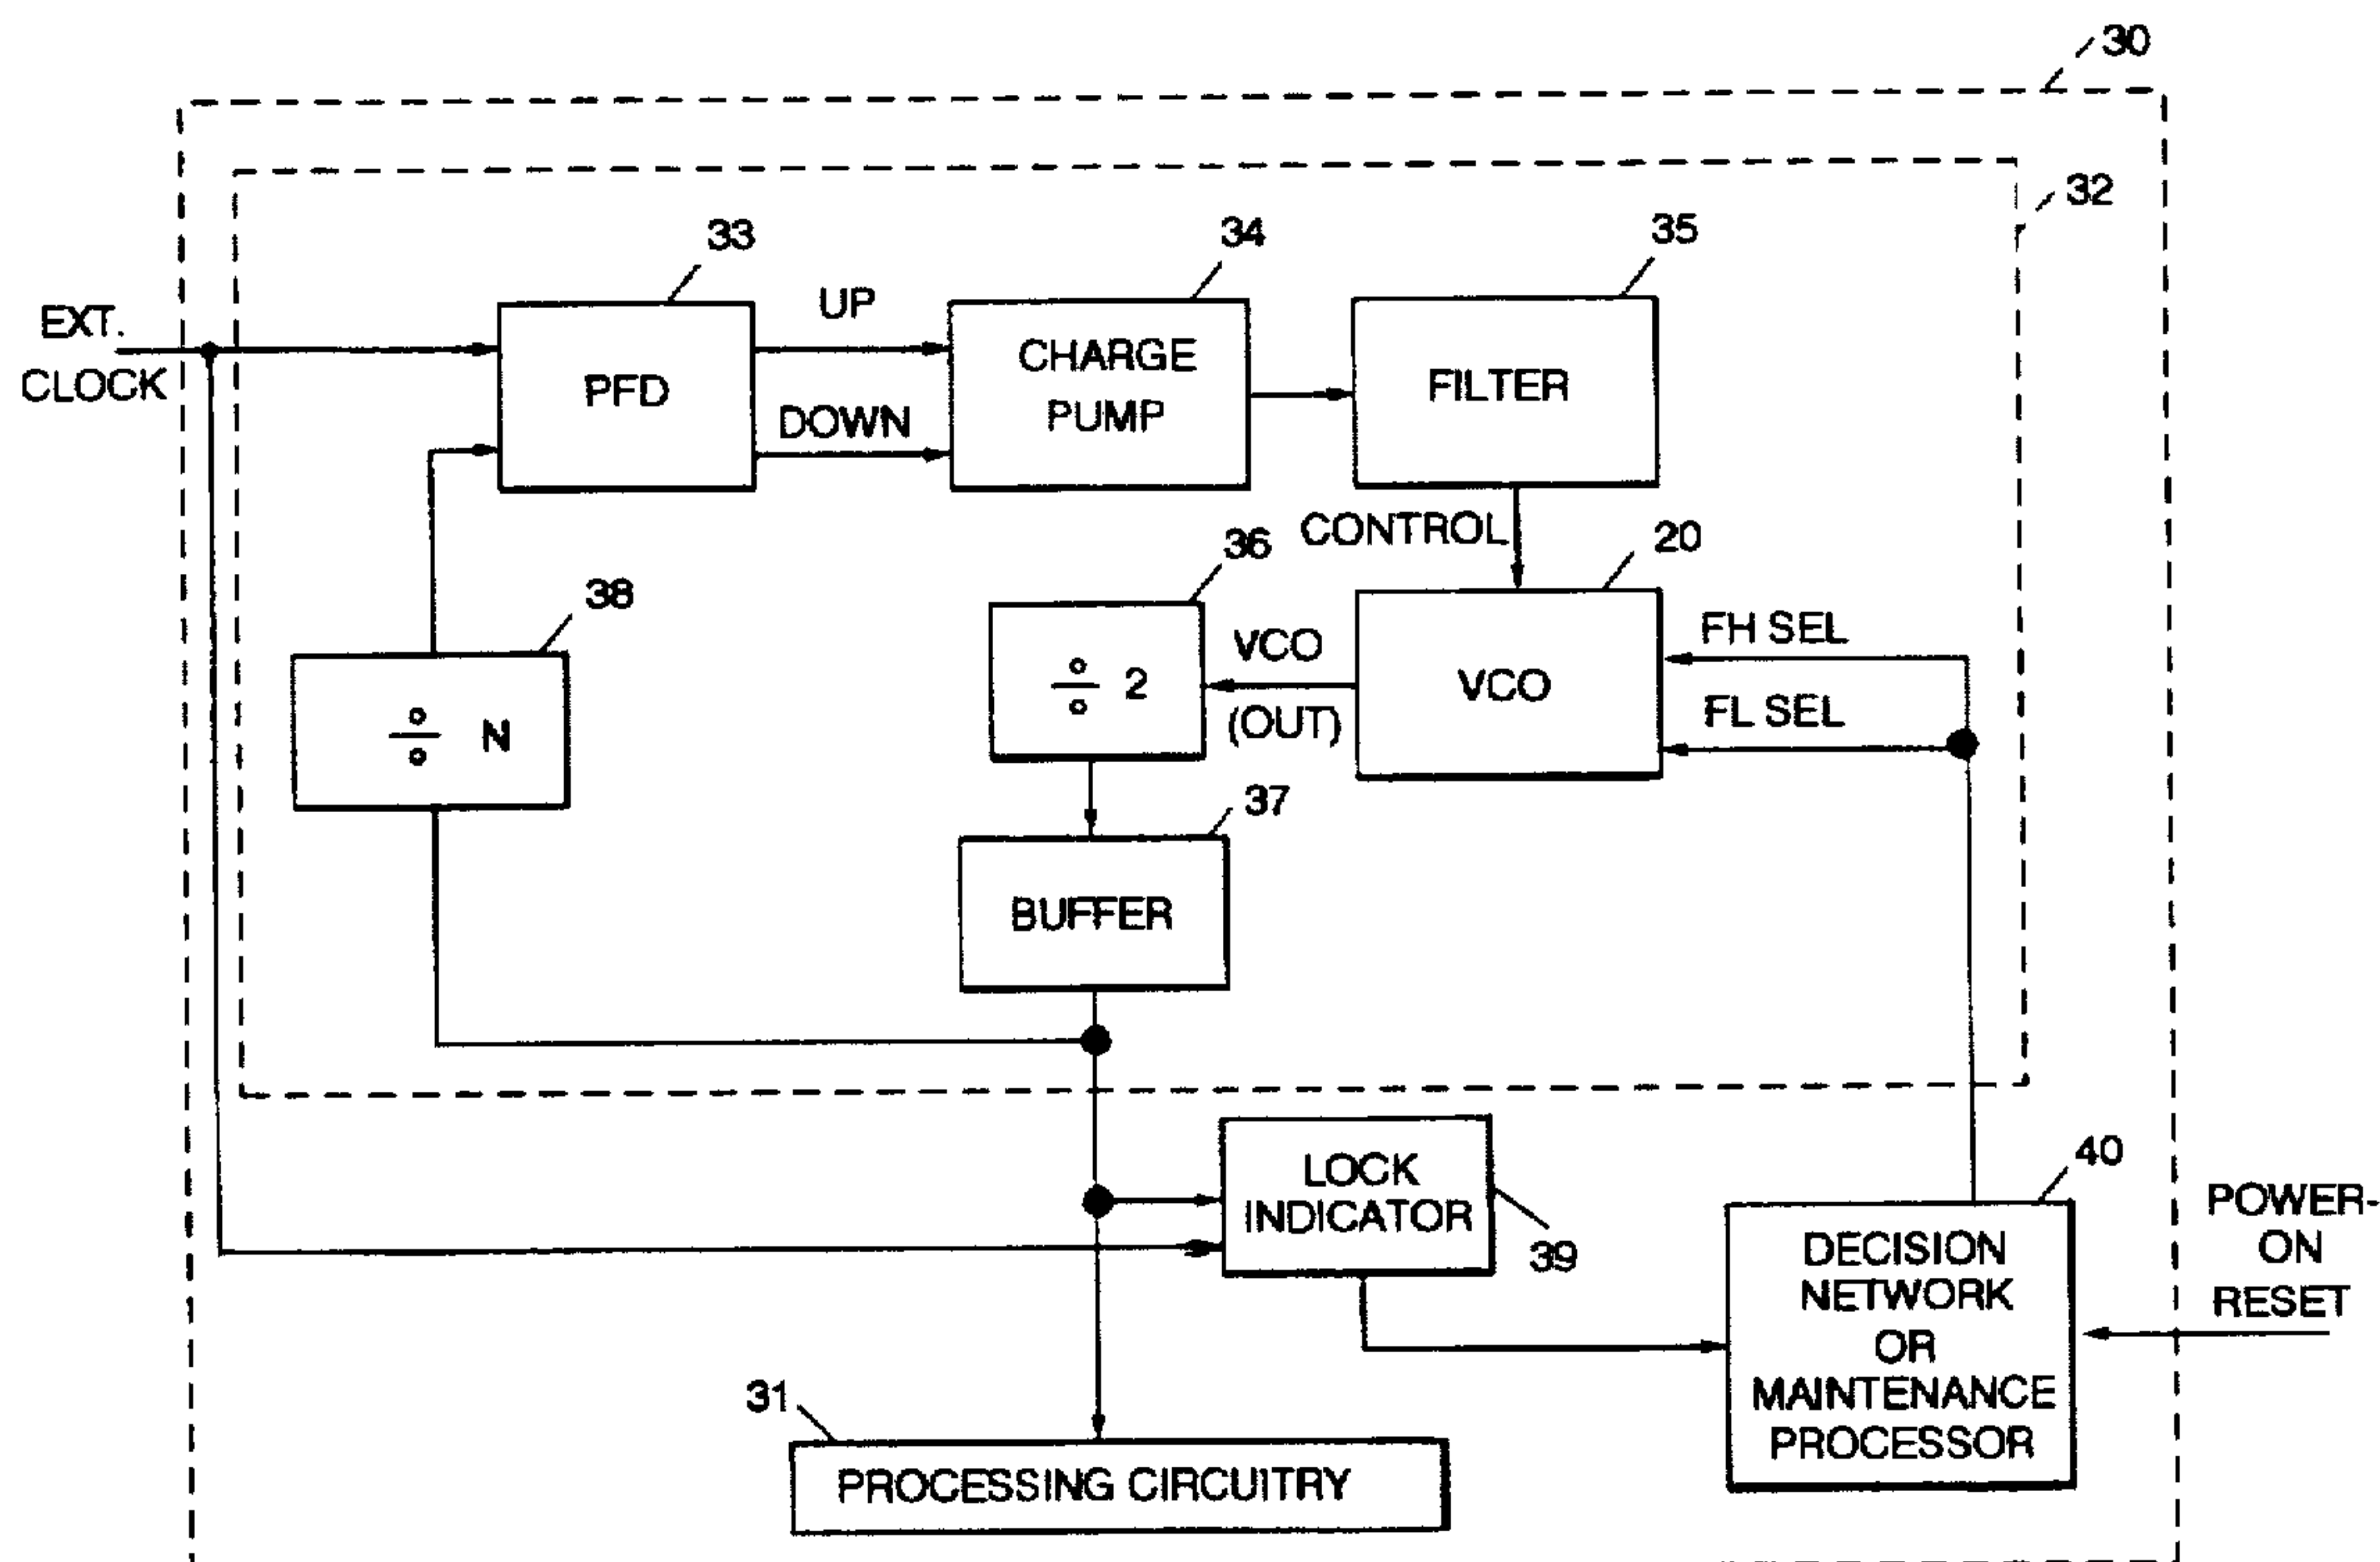 30
32
33
34
35
EXT.
CLOCK
UP
DOWN
PFD
CHARGE
PUMP
FILTER
CONTROL
36
20
38
÷ N
÷ 2
VCO
(OUT)
VCO
FH SEL
FL SEL
37
BUFFER
LOCK
INDICATOR
39
40
DECISION
NETWORK
OR
MAINTENANCE
PROCESSOR
POWER-
ON
RESET
31
PROCESSING CIRCUITRY